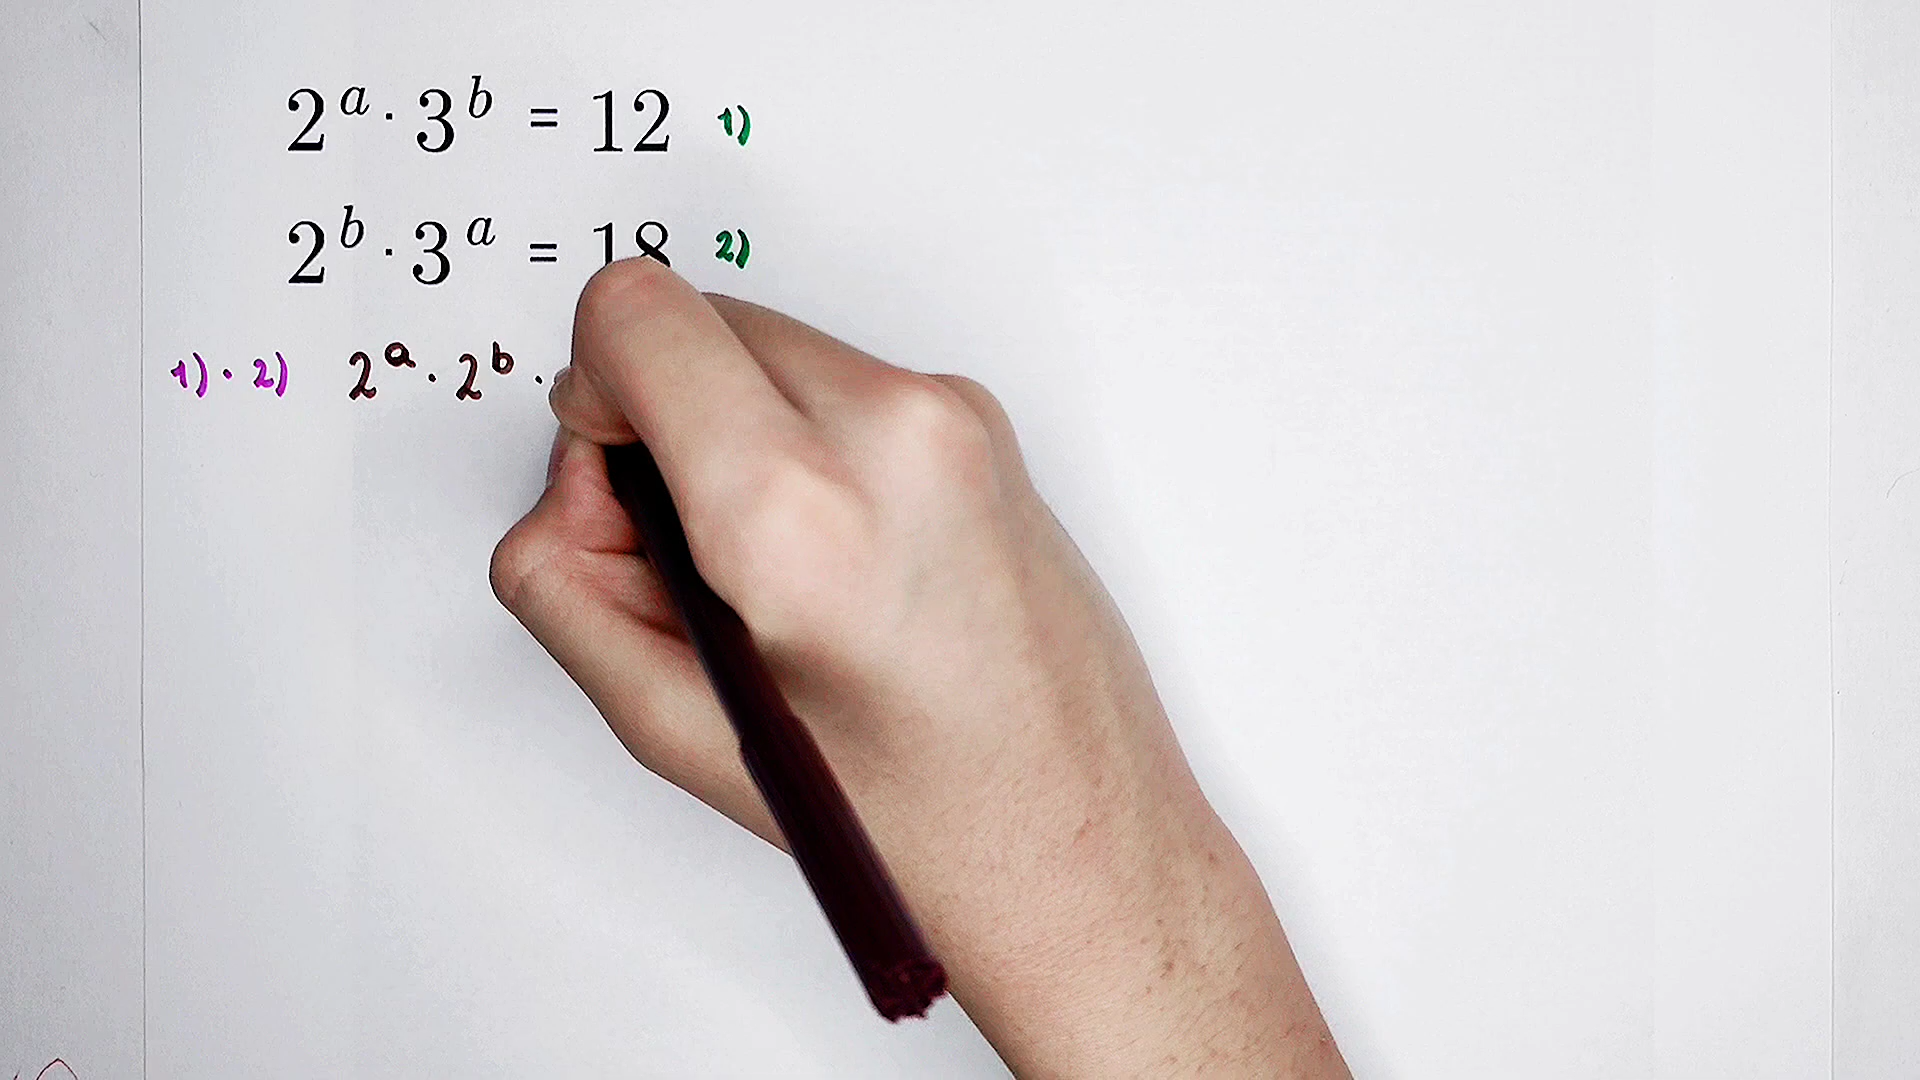 2^a · 3^b = 12 1)
2^b · 3^a = 18 2)
1) · 2) 2^a · 2^b ·